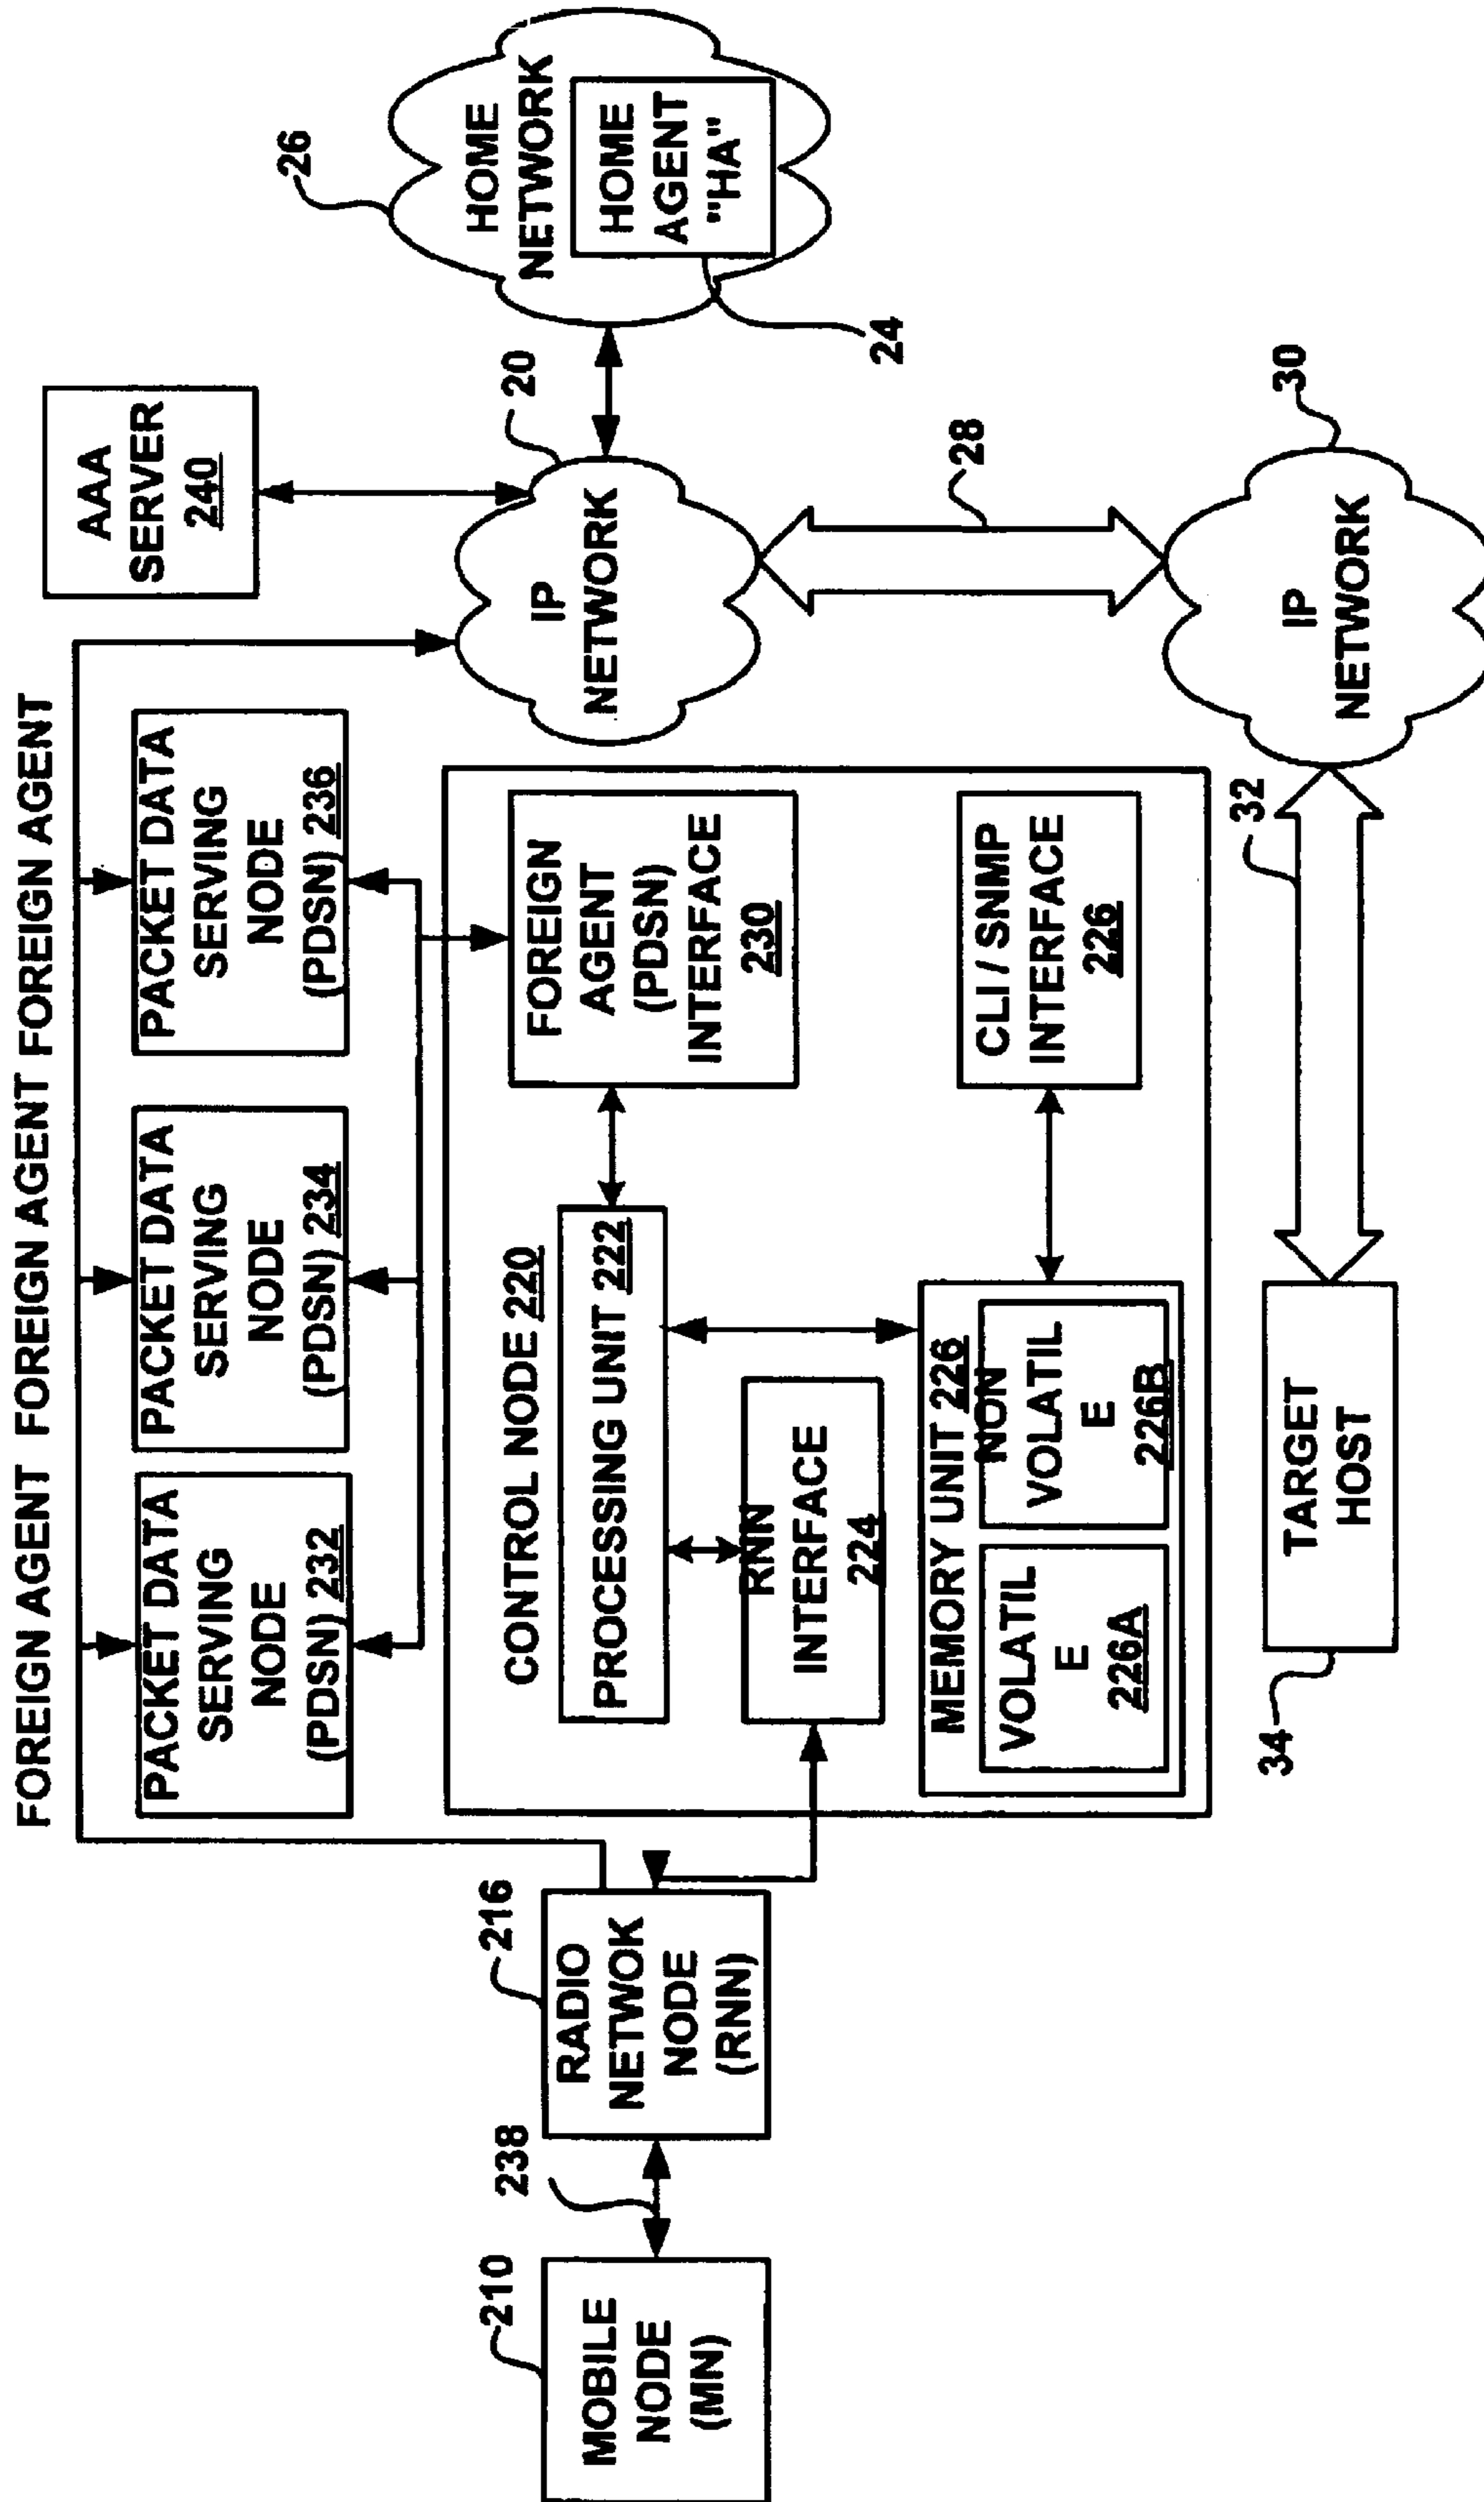 FOREIGN AGENT FOREIGN AGENT FOREIGN AGENT
PACKET DATA
SERVING
NODE
(PDSN) 232
PACKET DATA
SERVING
NODE
(PDSN) 234
PACKET DATA
SERVING
NODE
(PDSN) 236
AAA
SERVER
240
26
HOME
NETWORK
HOME
AGENT
"HA"
24
20
IP
NETWORK
210
MOBILE
NODE
(MN)
238
216
RADIO
NETWOK
NODE
(RNN)
CONTROL NODE 220
PROCESSING UNIT 222
FOREIGN
AGENT
(PDSN)
INTERFACE
230
RNN
INTERFACE
224
MEMORY UNIT 226
VOLATIL
E
226A
NON
VOLATIL
E
226B
CLI / SNMP
INTERFACE
226
28
30
IP
NETWORK
32
34
TARGET
HOST